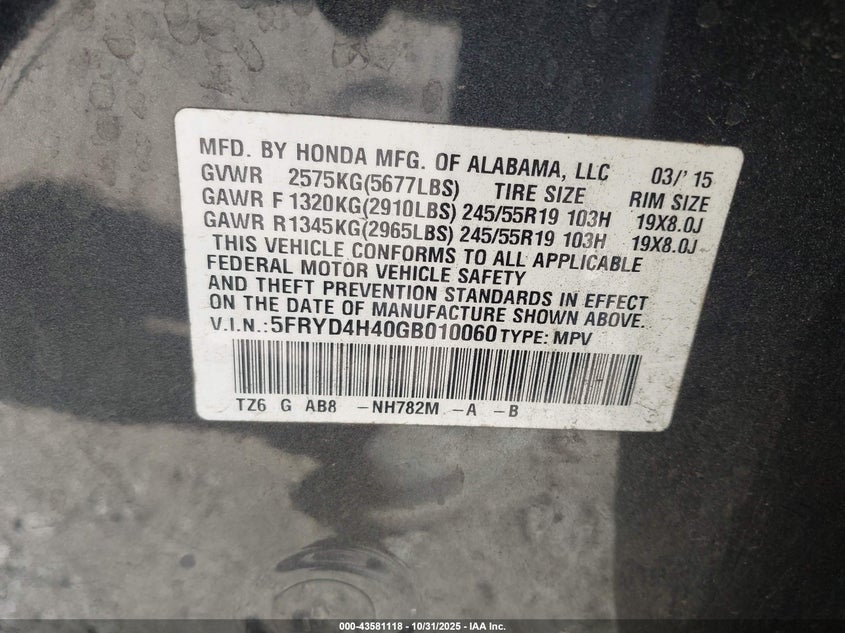 MFD. BY HONDA MFG. OF ALABAMA, LLC 03/'15
GVWR 2575KG(5677LBS) TIRE SIZE RIM SIZE
GAWR F 1320KG(2910LBS) 245/55R19 103H 19X8.0J
GAWR R1345KG(2965LBS) 245/55R19 103H 19X8.0J
THIS VEHICLE CONFORMS TO ALL APPLICABLE
FEDERAL MOTOR VEHICLE SAFETY
AND THEFT PREVENTION STANDARDS IN EFFECT
ON THE DATE OF MANUFACTURE SHOWN ABOVE.
V.I.N.:5FRYD4H40GB010060 TYPE: MPV
TZ6 G AB8 -NH782M -A -B
000-43581118 - 10/31/2025 - IAA Inc.